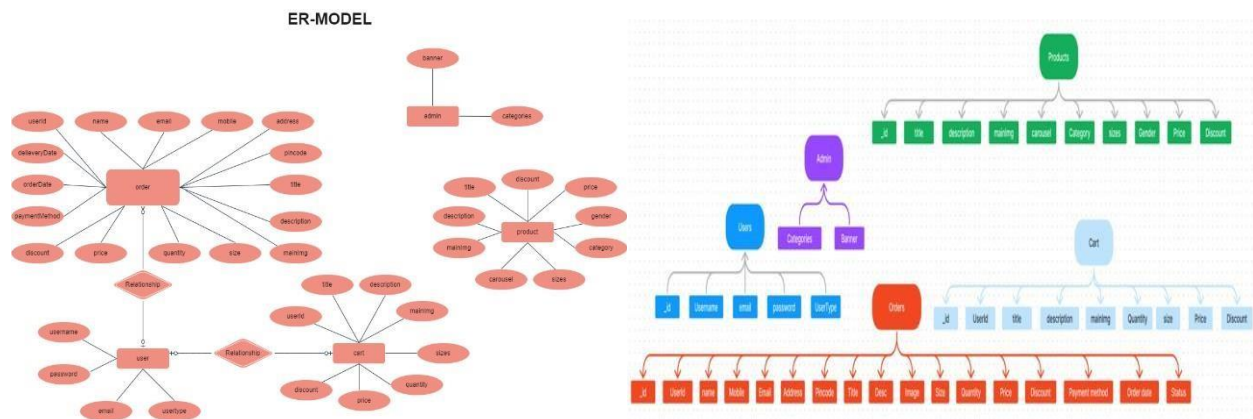 ER-MODEL
banner
admin
categories
userid
name
email
mobile
address
dellaveryDate
pincode
orderDate
order
title
paymentMethod
description
discount
price
quantity
size
mainImg
Relationship
title
discount
price
description
gender
product
mainImg
category
carousel
sizes
title
description
userId
mainImg
username
user
Relationship
cart
sizes
password
discount
quantity
price
email
usertype
Products
_id
title
description
mainimg
carousel
Category
sizes
Gender
Price
Discount
Admin
Categories
Banner
Users
_id
Username
email
password
UserType
Cart
_id
UserId
title
description
mainimg
Quantity
size
Price
Discount
Orders
_id
UserId
name
Mobile
Email
Address
Pincode
Title
Desc
Image
Size
Quantity
Price
Discount
Payment method
Order date
Status